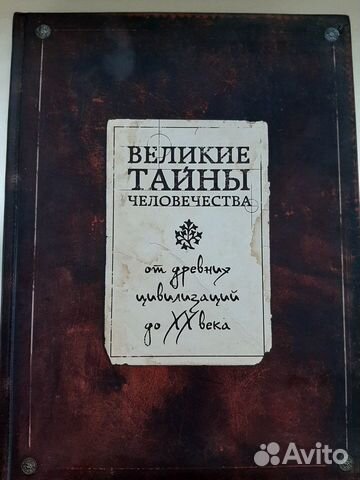 ВЕЛИКИЕ
ТАЙНЫ
ЧЕЛОВЕЧЕСТВА
от древних
цивилизаций
до XX века
Avito